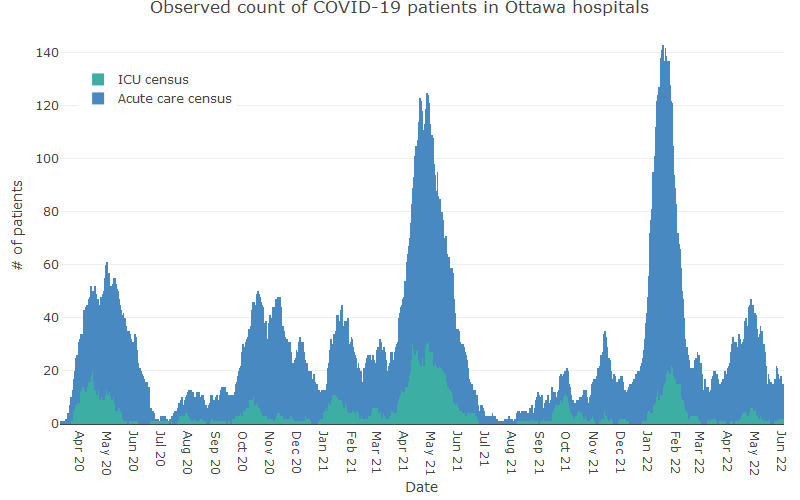 Observed count of COVID-19 patients in Ottawa hospitals
ICU census
Acute care census
# of patients
140
120
100
80
60
40
20
0
Apr 20
May 20
Jun 20
Jul 20
Aug 20
Sep 20
Oct 20
Nov 20
Dec 20
Jan 21
Feb 21
Mar 21
Apr 21
May 21
Jun 21
Jul 21
Aug 21
Sep 21
Oct 21
Nov 21
Dec 21
Jan 22
Feb 22
Mar 22
Apr 22
May 22
Jun 22
Date